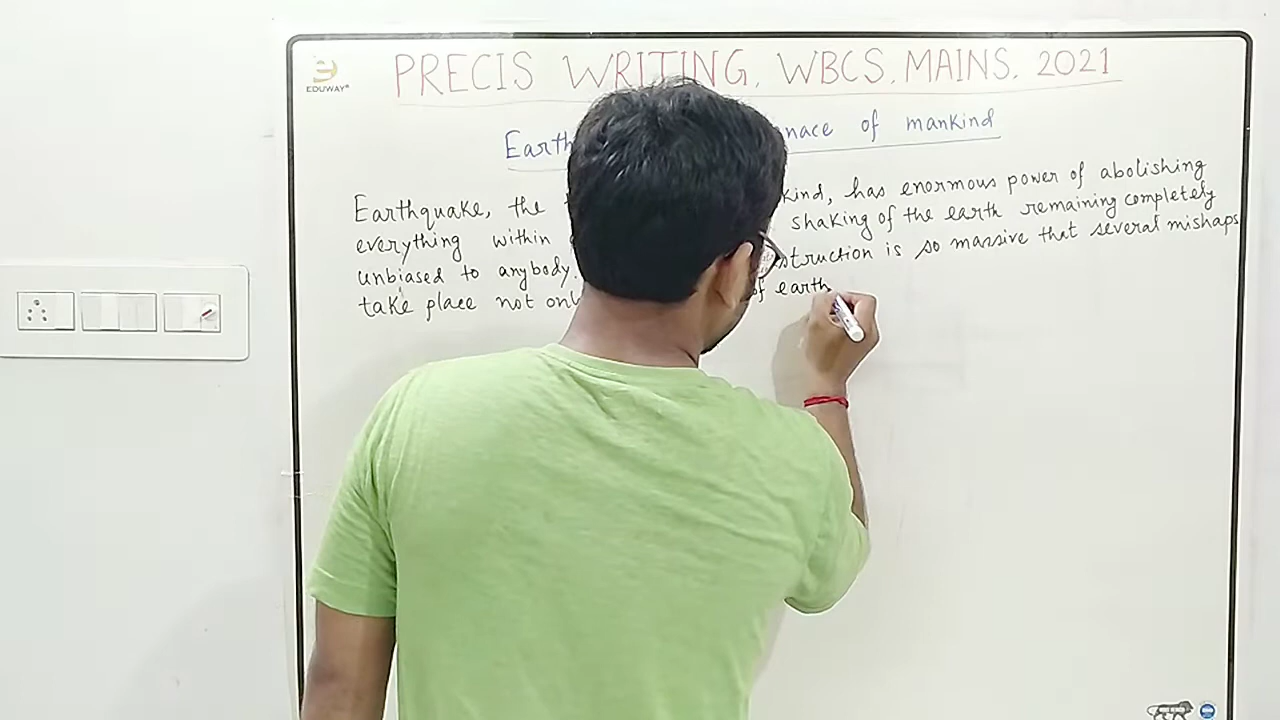 EDUWAY
PRECIS WRITING, WBCS. MAINS. 2021
Earth nace of mankind
Earthquake, the kind, has enormous power of abolishing
everything within shaking of the earth remaining completely
unbiased to anybody. struction is so massive that several mishaps
take place not onl of earth